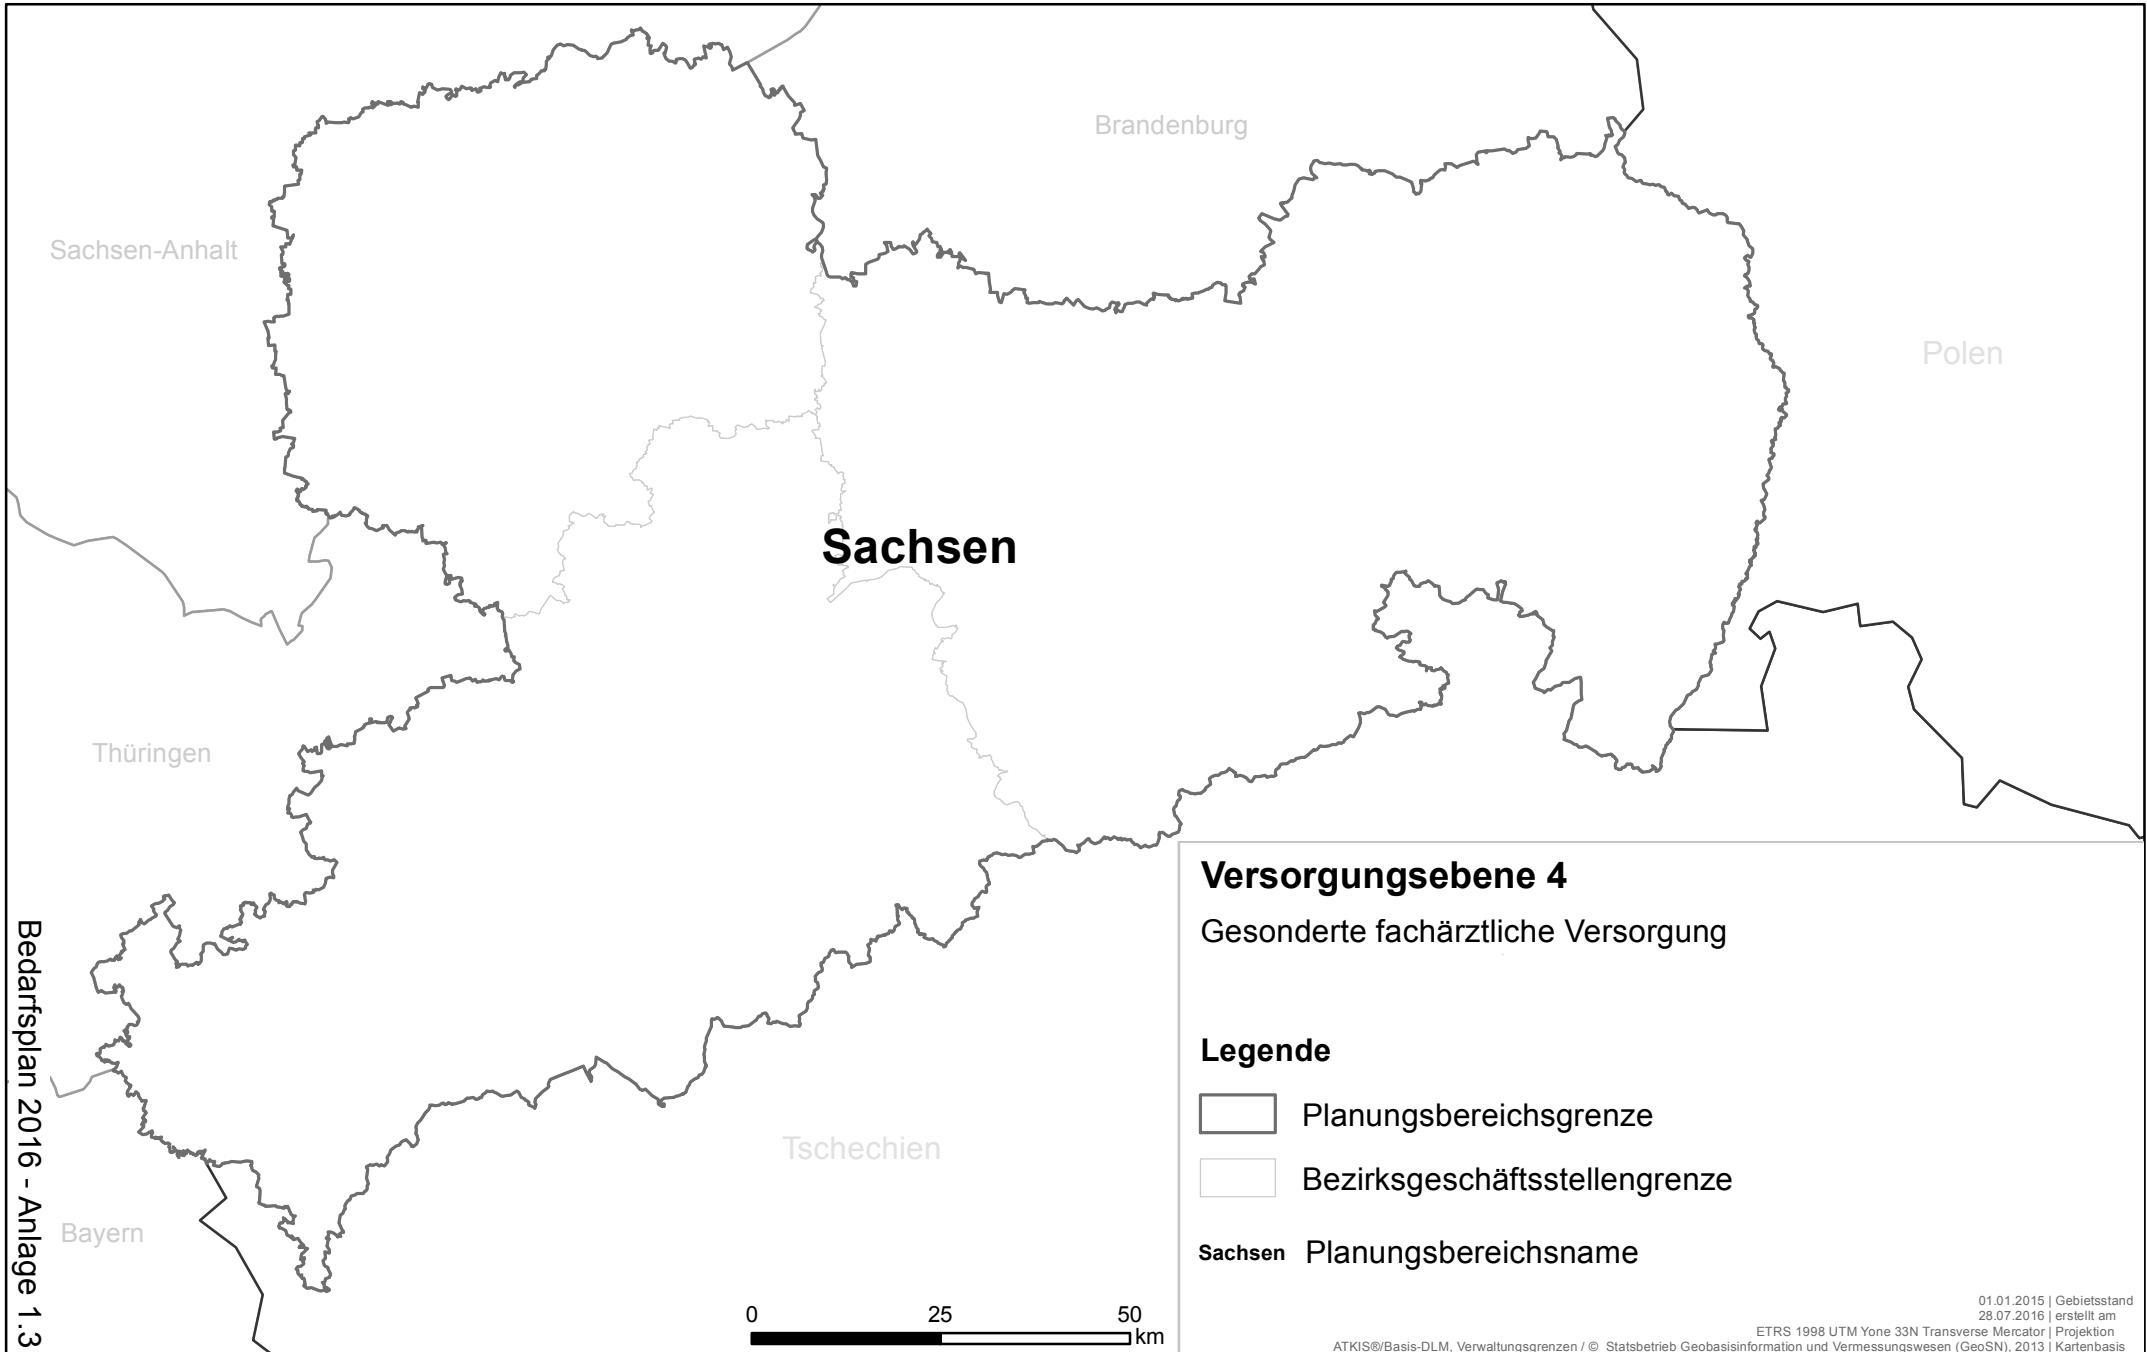 Brandenburg
Sachsen-Anhalt
Polen
Sachsen
Thüringen
Tschechien
Bayern
Bedarfsplan 2016 - Anlage 1.3
Versorgungsebene 4
Gesonderte fachärztliche Versorgung
Legende
Planungsbereichsgrenze
Bezirksgeschäftsstellengrenze
Sachsen Planungsbereichsname
0 25 50
km
01.01.2015 | Gebietsstand
28.07.2016 | erstellt am
ETRS 1998 UTM Yone 33N Transverse Mercator | Projektion
ATKIS®/Basis-DLM, Verwaltungsgrenzen / © Statsbetrieb Geobasisinformation und Vermessungswesen (GeoSN), 2013 | Kartenbasis